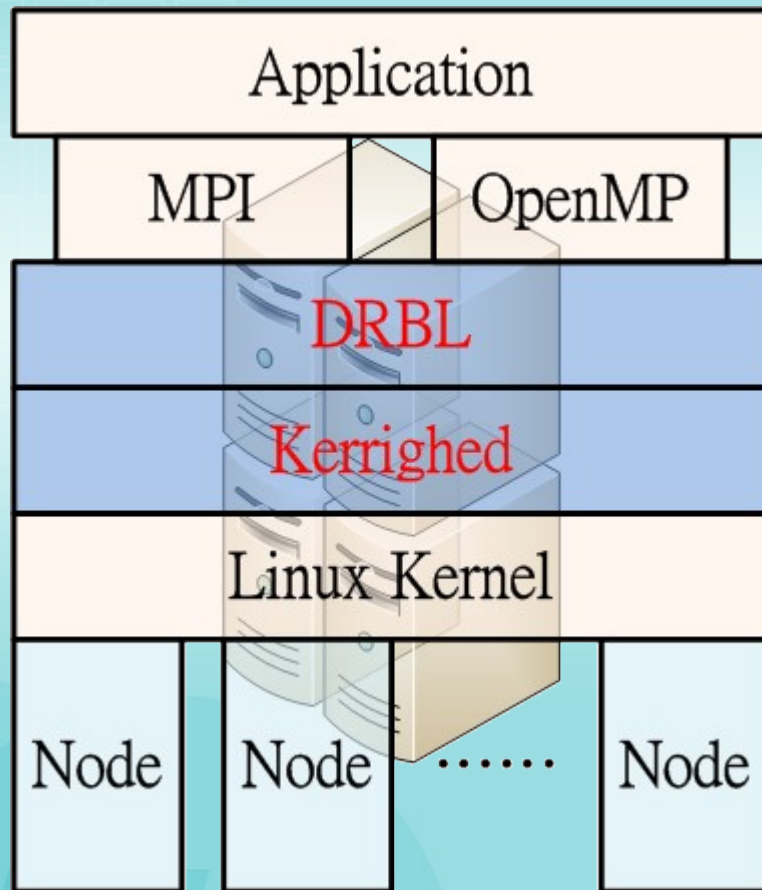 Application
MPI OpenMP
DRBL
Kerrighed
Linux Kernel
Node Node ...... Node